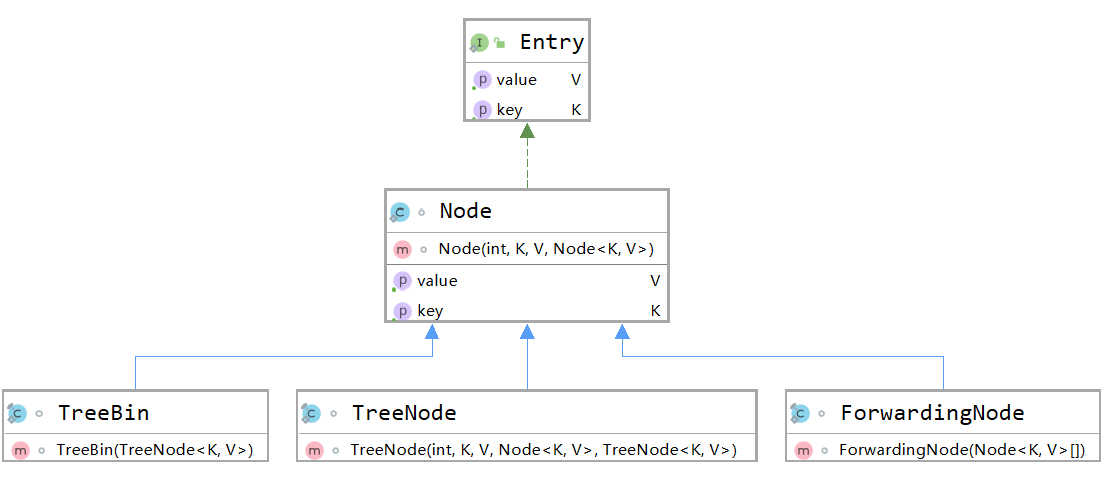 Entry
value V
key K
Node
Node(int, K, V, Node<K, V>)
value V
key K
TreeBin
TreeBin(TreeNode<K, V>)
TreeNode
TreeNode(int, K, V, Node<K, V>, TreeNode<K, V>)
ForwardingNode
ForwardingNode(Node<K, V>[])